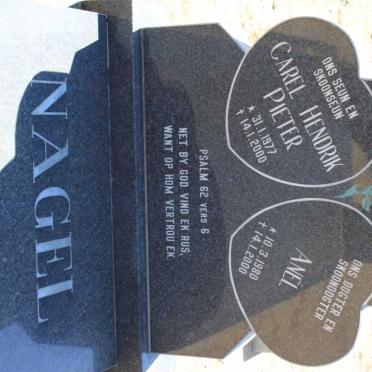 ONS SEUN EN
SKOONSEUN
CAREL HENDRIK
PIETER
* 31.1.1977
† 14.1.2000
ONS DOGTER EN
SKOONDOGTER
ANEL
* 10.3.1980
† 14.1.2000
PSALM 62 VERS 6
NET BY GOD VIND EK RUS,
WANT OP HOM VERTROU EK.
NAGEL